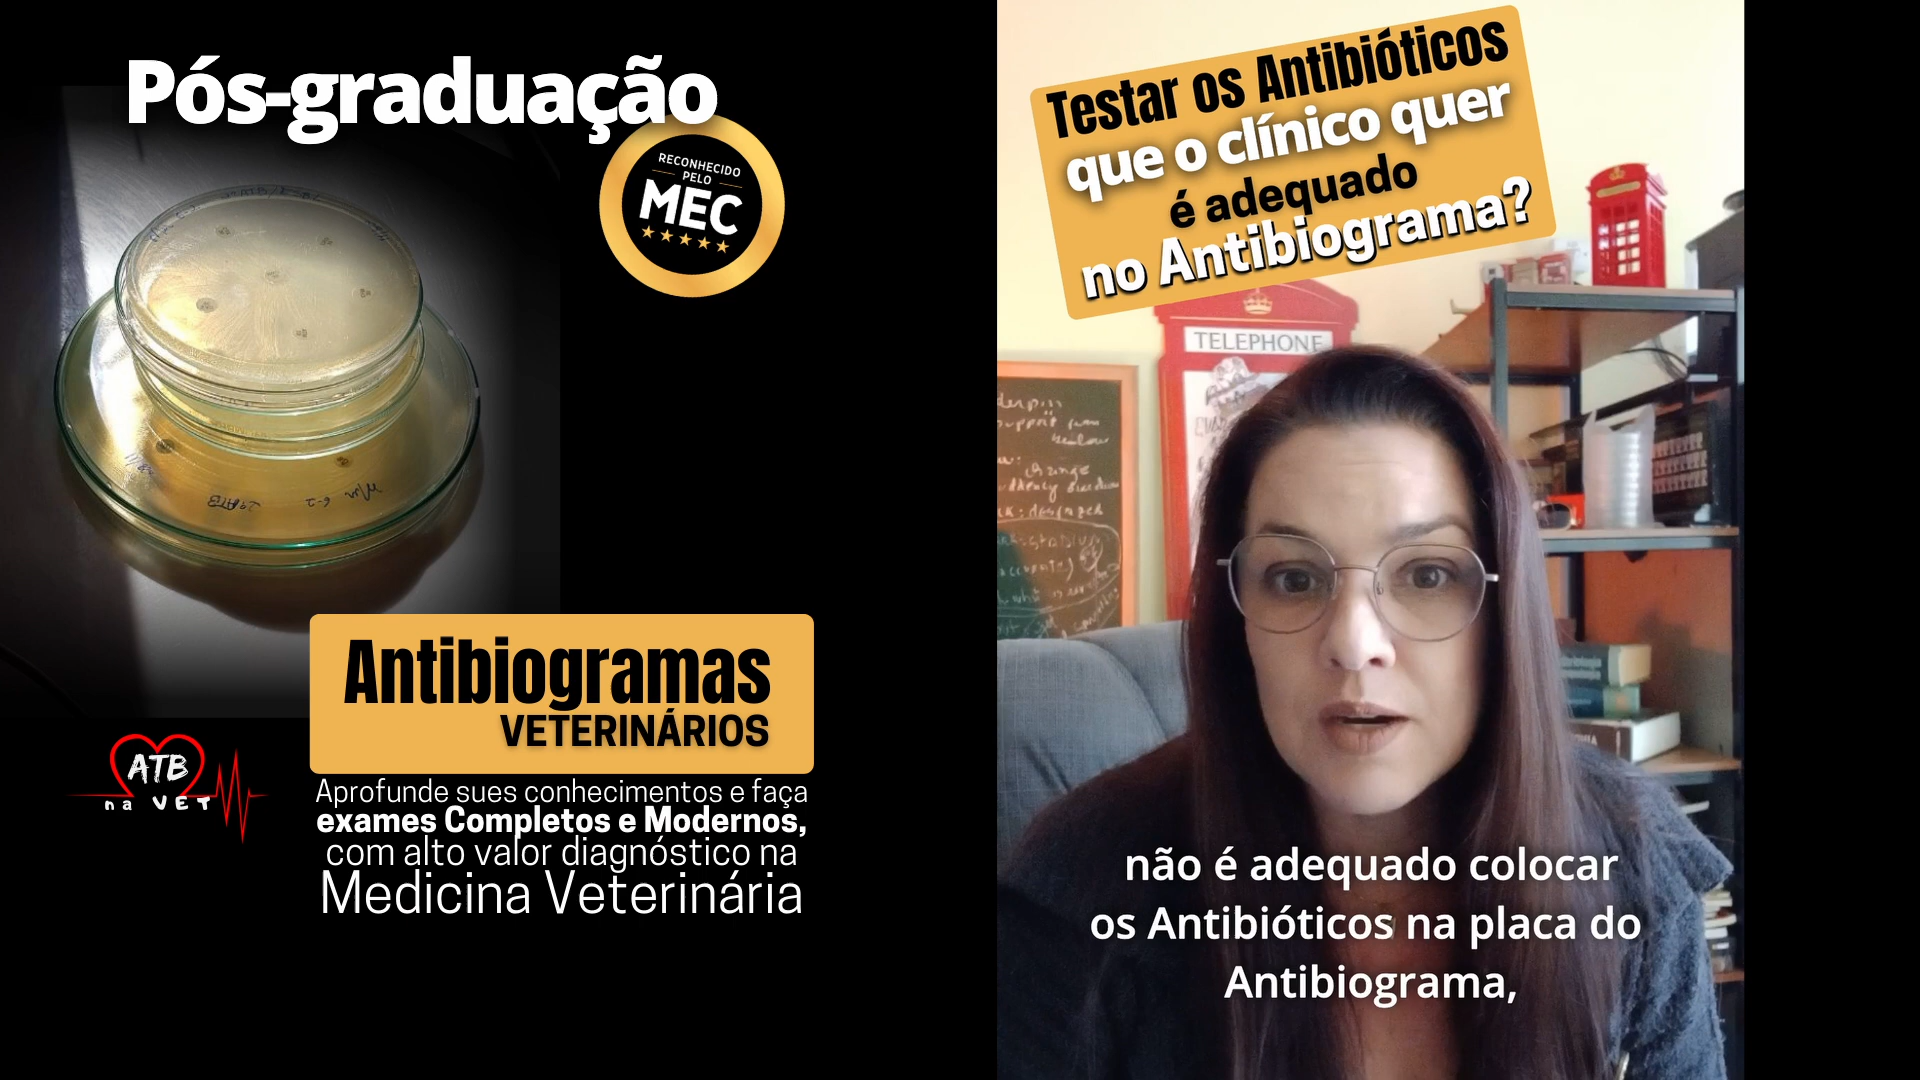 Pós-graduação
RECONHECIDO
PELO
MEC
Antibiogramas
VETERINÁRIOS
ATB
na VET
Aprofunde sues conhecimentos e faça
exames Completos e Modernos,
com alto valor diagnóstico na
Medicina Veterinária
Testar os Antibióticos
que o clínico quer
é adequado
no Antibiograma?
TELEPHONE
não é adequado colocar
os Antibióticos na placa do
Antibiograma,